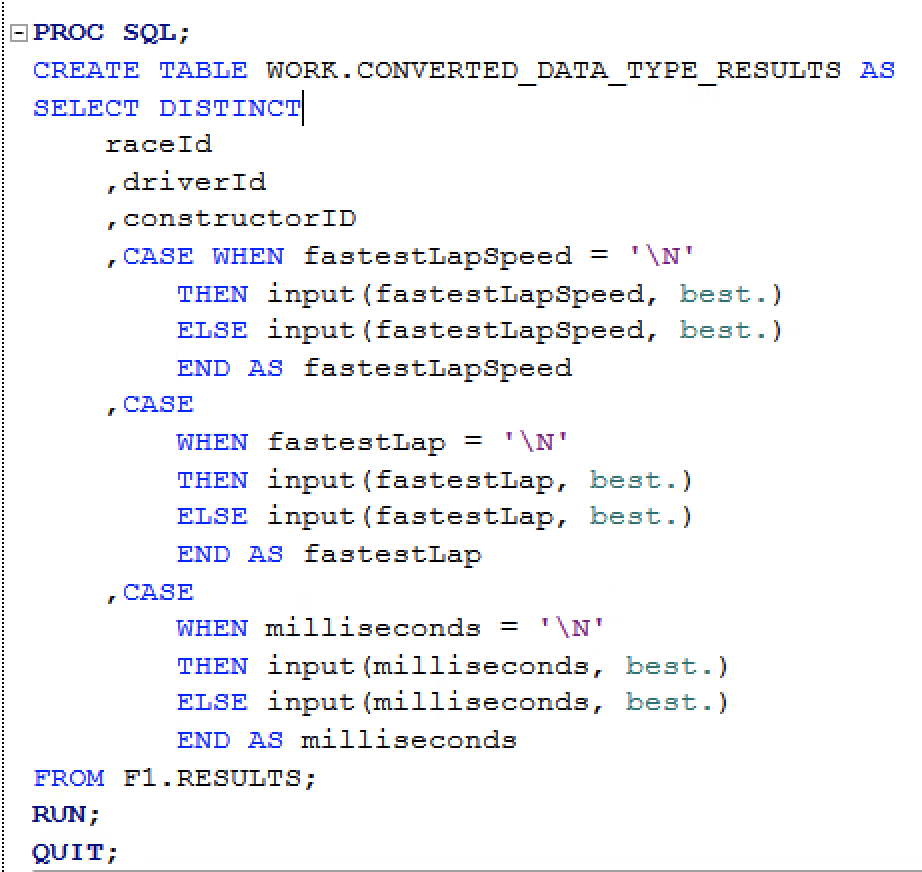 PROC SQL;
CREATE TABLE WORK.CONVERTED_DATA_TYPE_RESULTS AS
SELECT DISTINCT
raceId
,driverId
,constructorID
,CASE WHEN fastestLapSpeed = '\N'
THEN input(fastestLapSpeed, best.)
ELSE input(fastestLapSpeed, best.)
END AS fastestLapSpeed
,CASE
WHEN fastestLap = '\N'
THEN input(fastestLap, best.)
ELSE input(fastestLap, best.)
END AS fastestLap
,CASE
WHEN milliseconds = '\N'
THEN input(milliseconds, best.)
ELSE input(milliseconds, best.)
END AS milliseconds
FROM F1.RESULTS;
RUN;
QUIT;